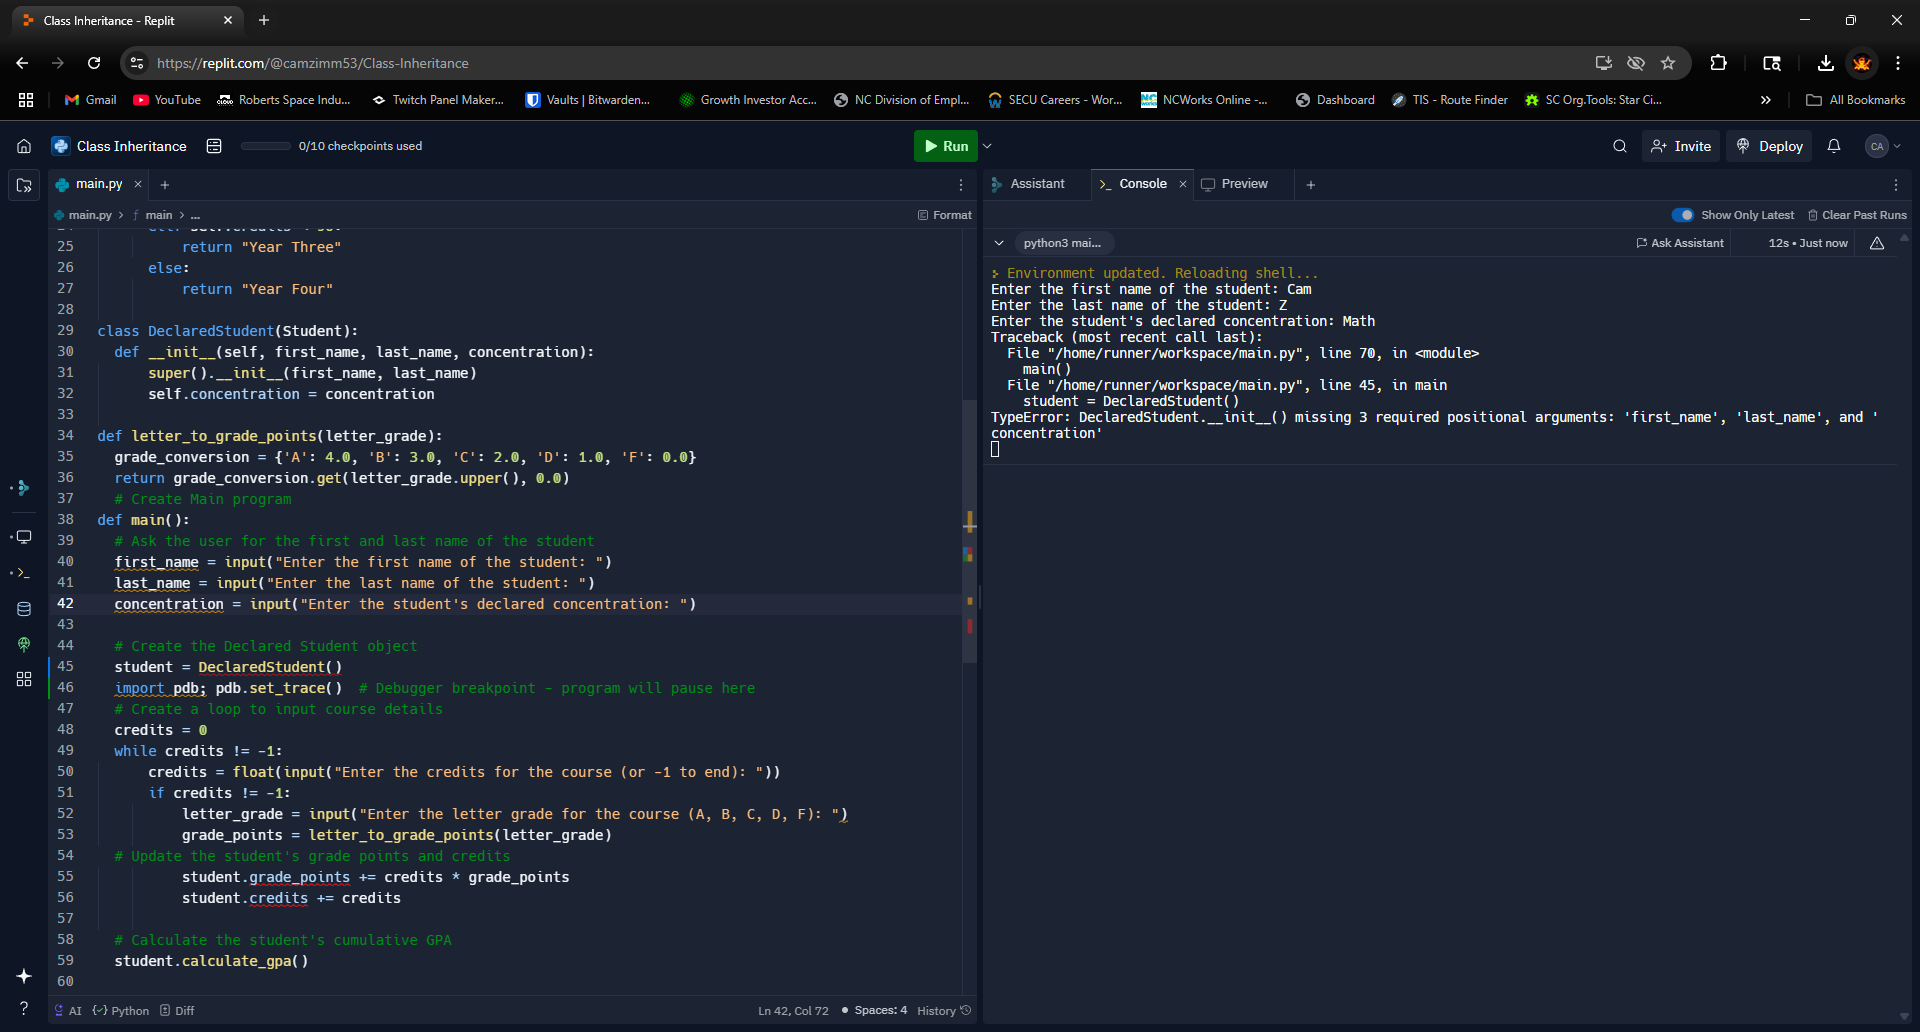 Class Inheritance - Replit
https://replit.com/@camzimm53/Class-Inheritance
Gmail YouTube Roberts Space Indu... Twitch Panel Maker... Vaults | Bitwarden... Growth Investor Acc... NC Division of Empl... SECU Careers - Wor... NCWorks Online -... Dashboard TIS - Route Finder SC Org.Tools: Star Ci... » All Bookmarks
Class Inheritance 0/10 checkpoints used Run Invite Deploy CA
main.py
main.py > f main > ... Format
25 return "Year Three"
26 else:
27 return "Year Four"
28
29 class DeclaredStudent(Student):
30 def __init__(self, first_name, last_name, concentration):
31 super().__init__(first_name, last_name)
32 self.concentration = concentration
33
34 def letter_to_grade_points(letter_grade):
35 grade_conversion = {'A': 4.0, 'B': 3.0, 'C': 2.0, 'D': 1.0, 'F': 0.0}
36 return grade_conversion.get(letter_grade.upper(), 0.0)
37 # Create Main program
38 def main():
39 # Ask the user for the first and last name of the student
40 first_name = input("Enter the first name of the student: ")
41 last_name = input("Enter the last name of the student: ")
42 concentration = input("Enter the student's declared concentration: ")
43
44 # Create the Declared Student object
45 student = DeclaredStudent()
46 import pdb; pdb.set_trace() # Debugger breakpoint - program will pause here
47 # Create a loop to input course details
48 credits = 0
49 while credits != -1:
50 credits = float(input("Enter the credits for the course (or -1 to end): "))
51 if credits != -1:
52 letter_grade = input("Enter the letter grade for the course (A, B, C, D, F): ")
53 grade_points = letter_to_grade_points(letter_grade)
54 # Update the student's grade points and credits
55 student.grade_points += credits * grade_points
56 student.credits += credits
57
58 # Calculate the student's cumulative GPA
59 student.calculate_gpa()
60
AI Python Diff Ln 42, Col 72 • Spaces: 4 History
Assistant Console Preview
Show Only Latest Clear Past Runs
python3 mai... Ask Assistant 12s • Just now
Environment updated. Reloading shell...
Enter the first name of the student: Cam
Enter the last name of the student: Z
Enter the student's declared concentration: Math
Traceback (most recent call last):
File "/home/runner/workspace/main.py", line 70, in <module>
main()
File "/home/runner/workspace/main.py", line 45, in main
student = DeclaredStudent()
TypeError: DeclaredStudent.__init__() missing 3 required positional arguments: 'first_name', 'last_name', and '
concentration'